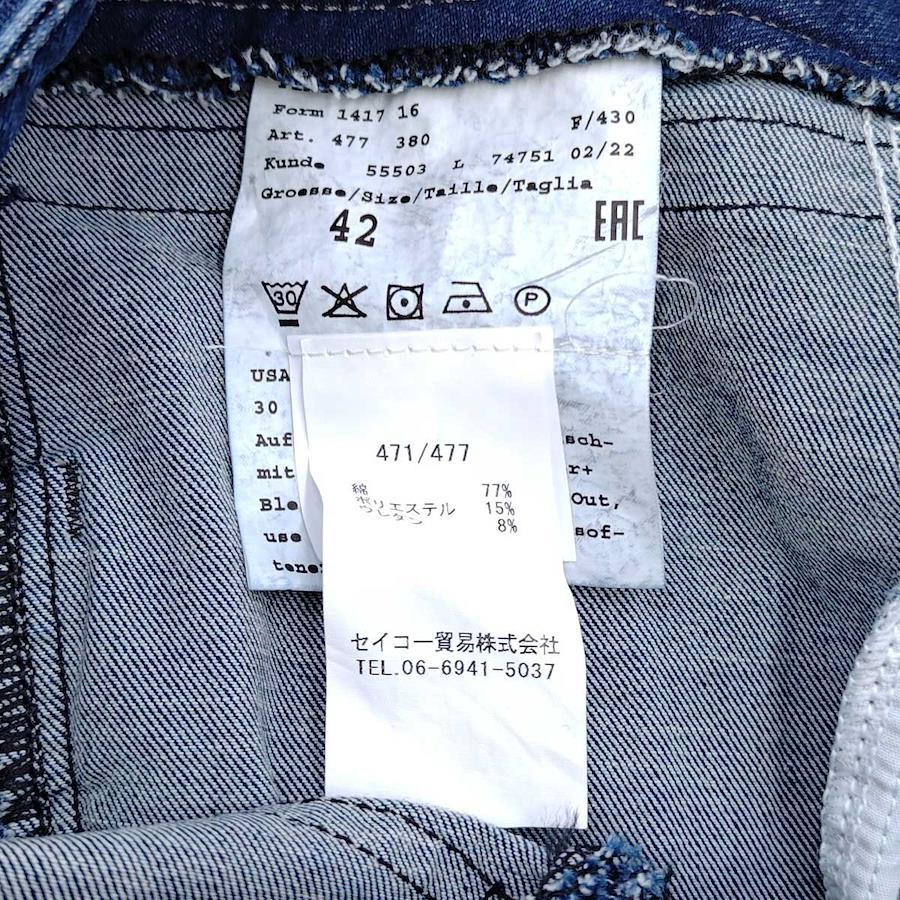 Form 1417 16
Art. 477 380 F/430
Kunde 55503 L 74751 02/22
Groesse/Size/Taille/Taglia
42 EAC
30 P
USA
30
Auf sch-
mit r+
Ble Out,
use sof-
tene
471/477
綿 77%
ポリエステル 15%
ウレタン 8%
セイコー貿易株式会社
TEL.06-6941-5037